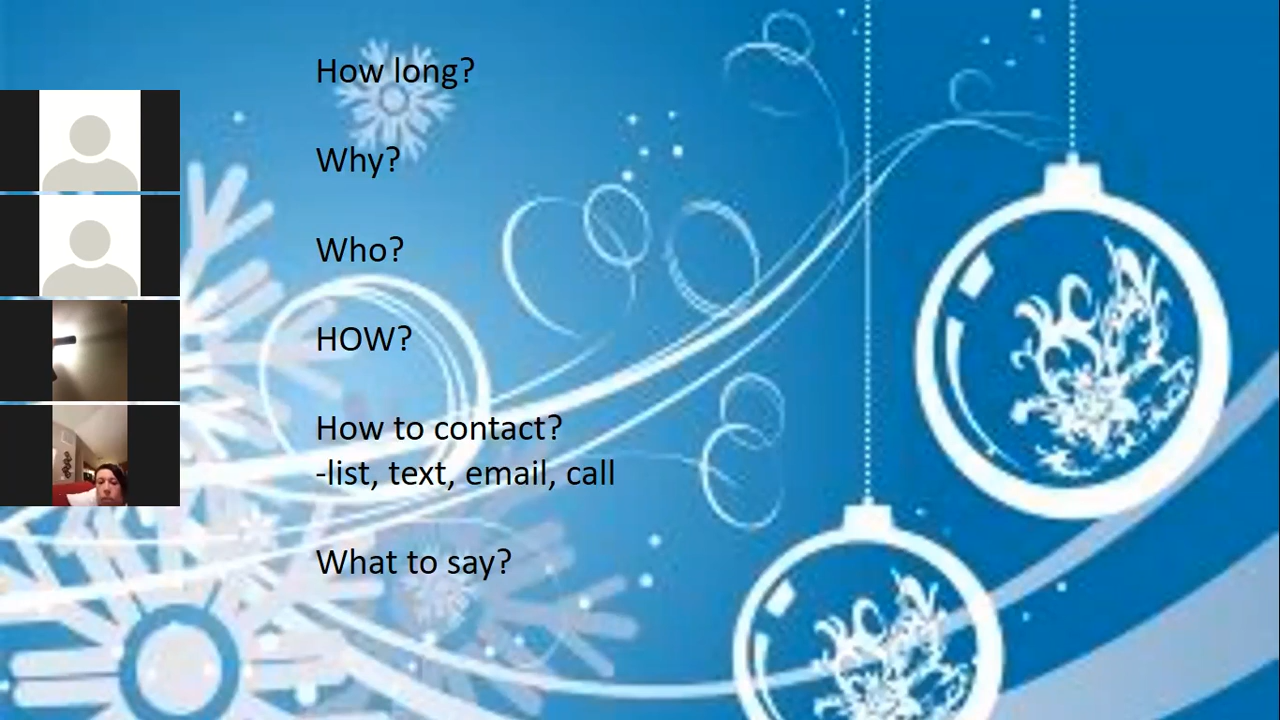 How long?
Why?
Who?
HOW?
How to contact?
-list, text, email, call
What to say?